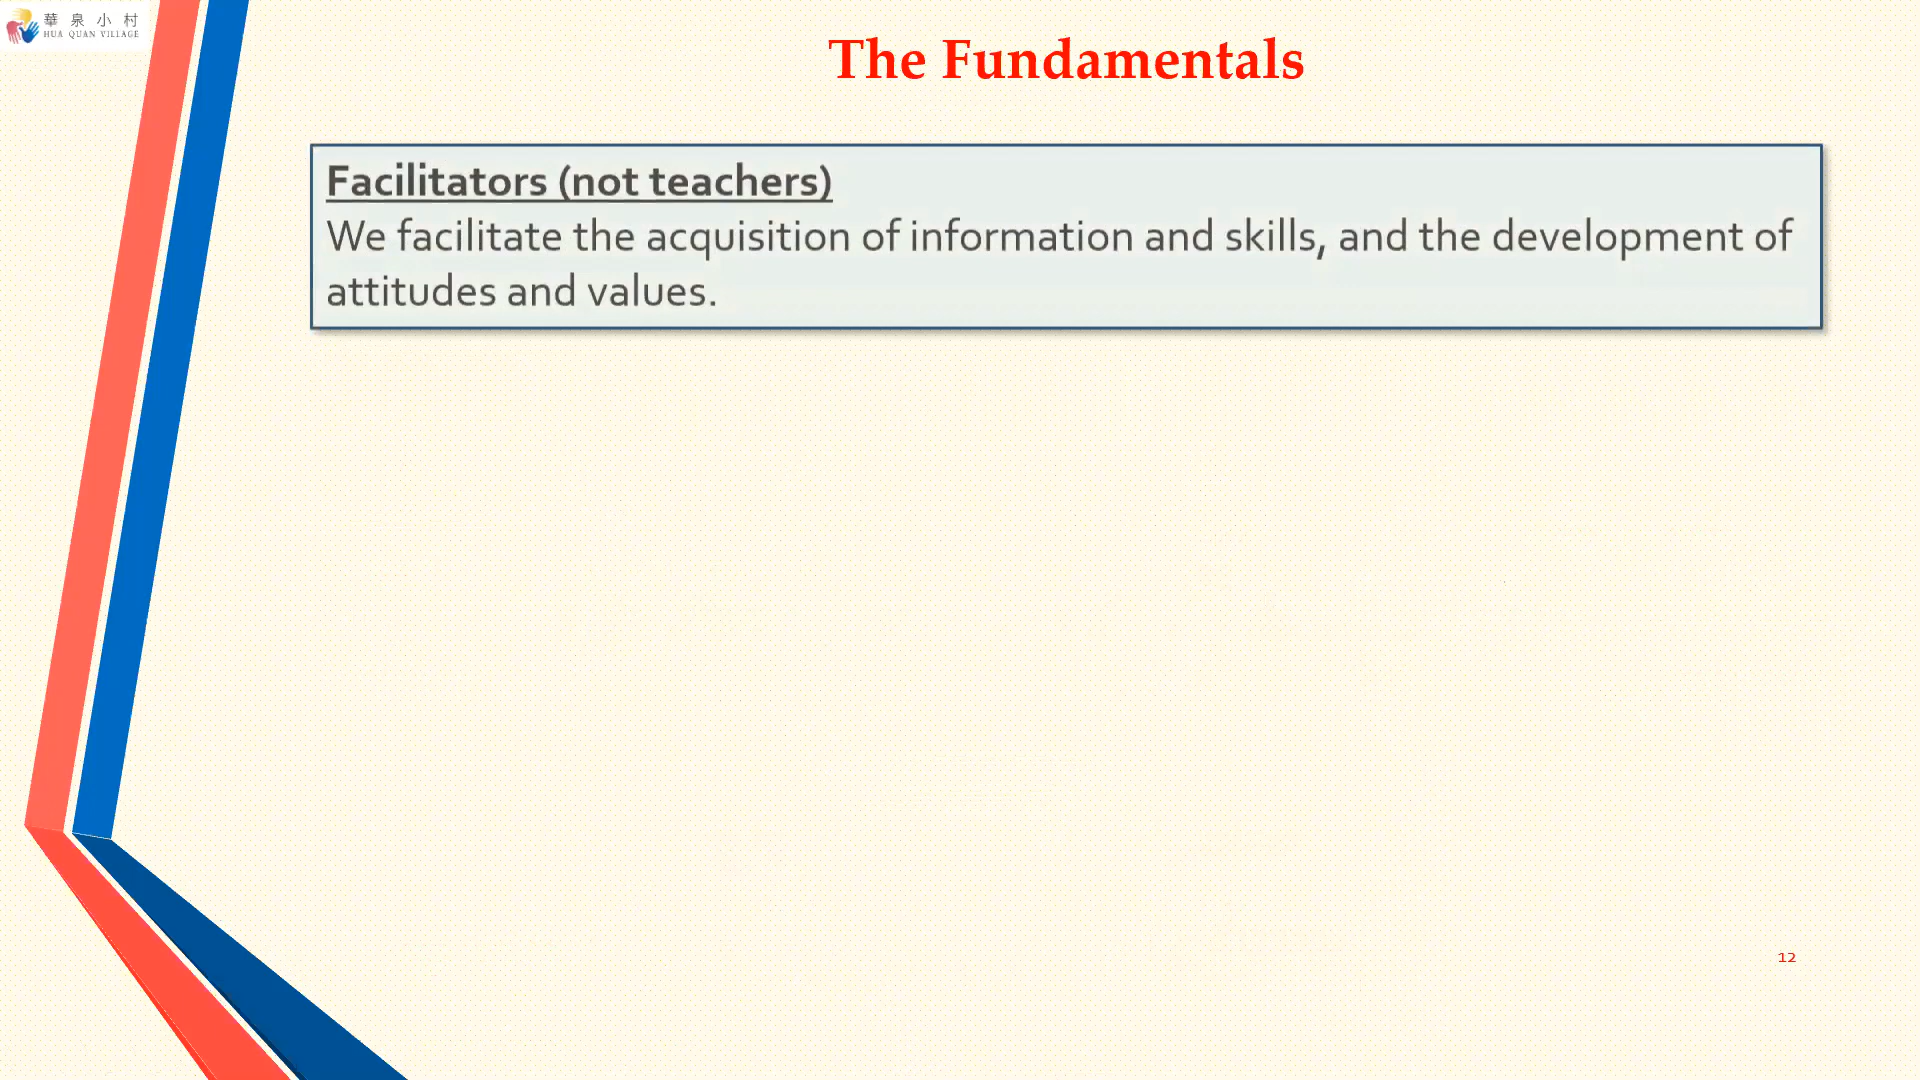 華泉小村
HUA QUAN VILLAGE
The Fundamentals
Facilitators (not teachers)
We facilitate the acquisition of information and skills, and the development of
attitudes and values.
12